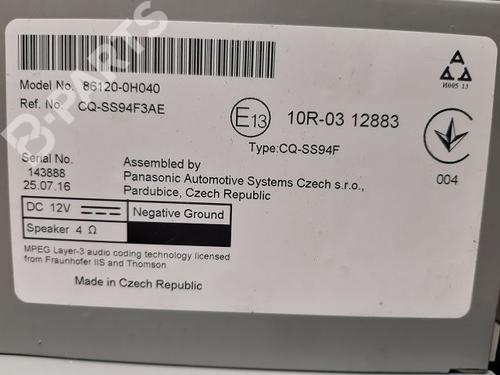 B-PARTS
Model No. 86120-0H040
Ref. No. CQ-SS94F3AE
И005 13
E13
10R-03 12883
Type:CQ-SS94F
004
Serial No.
143888
25.07.16
Assembled by
Panasonic Automotive Systems Czech s.r.o.,
Pardubice, Czech Republic
DC 12V
Negative Ground
Speaker 4 Ω
MPEG Layer-3 audio coding technology licensed
from Fraunhofer IIS and Thomson.
Made in Czech Republic